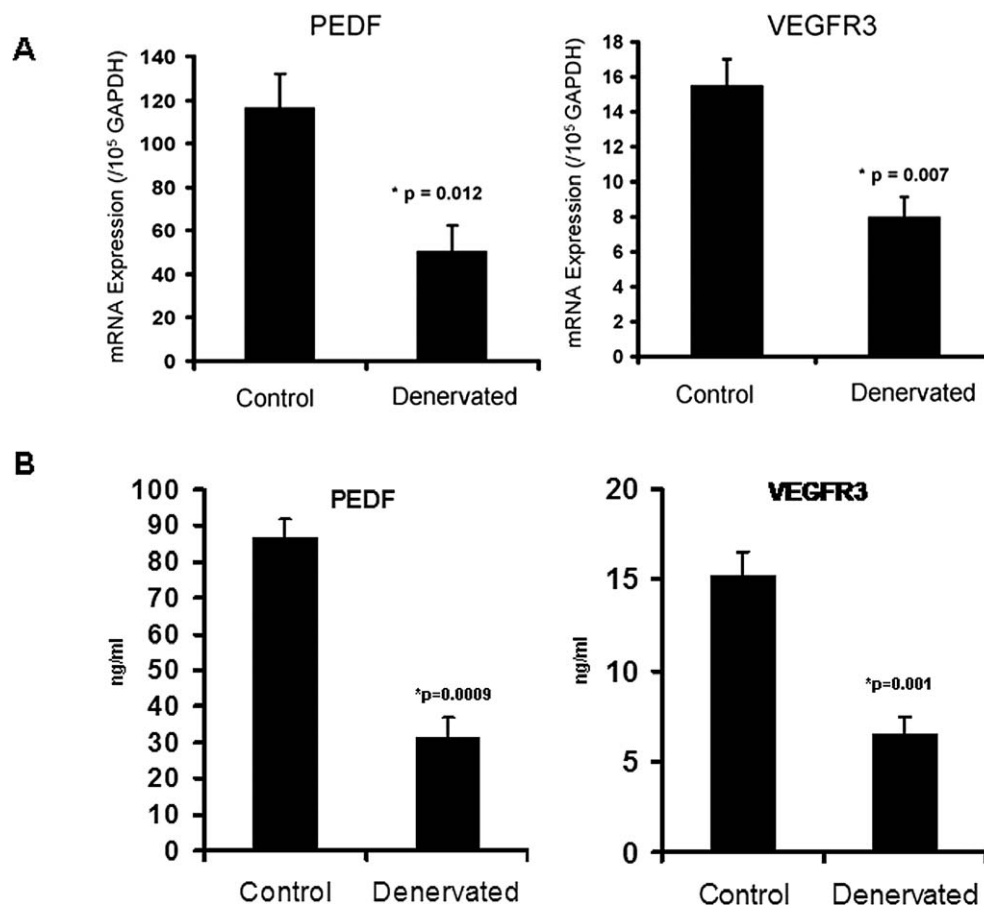 A
PEDF
mRNA Expression (/10⁵ GAPDH)
140
120
100
80
60
40
20
0
* p = 0.012
Control
Denervated
VEGFR3
mRNA Expression (/10⁵ GAPDH)
18
16
14
12
10
8
6
4
2
0
* p = 0.007
Control
Denervated
B
PEDF
ng/ml
100
90
80
70
60
50
40
30
20
10
0
*p=0.0009
Control
Denervated
VEGFR3
ng/ml
20
15
10
5
0
*p=0.001
Control
Denervated